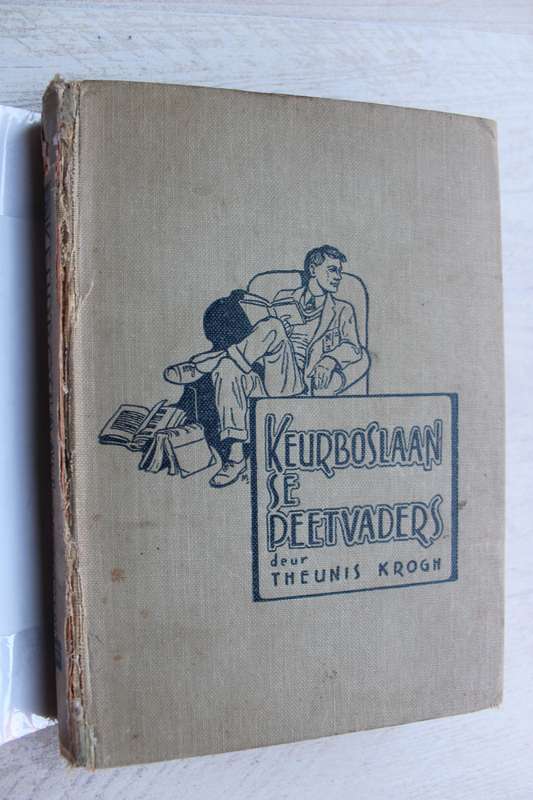 KEURBOSLAAN
SE
PEETVADERS
deur
THEUNIS KROGH